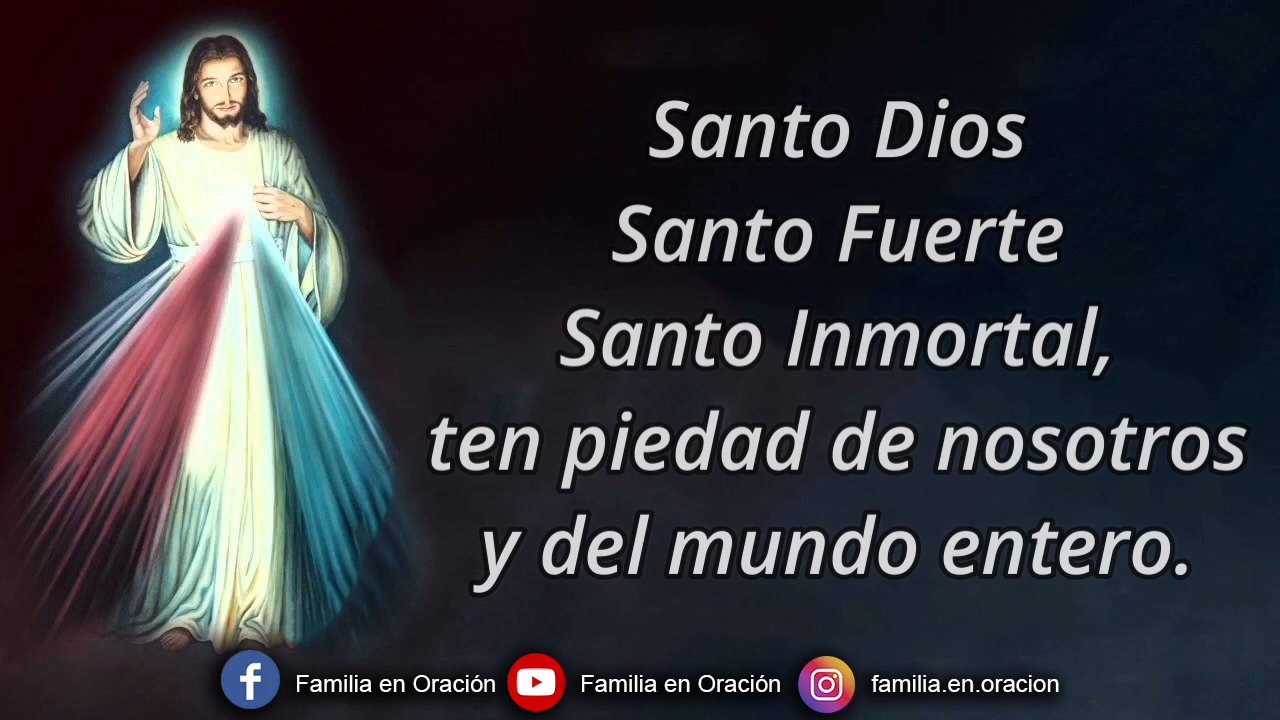 Santo Dios
Santo Fuerte
Santo Inmortal,
ten piedad de nosotros
y del mundo entero.
Familia en Oración
Familia en Oración
familia.en.oracion